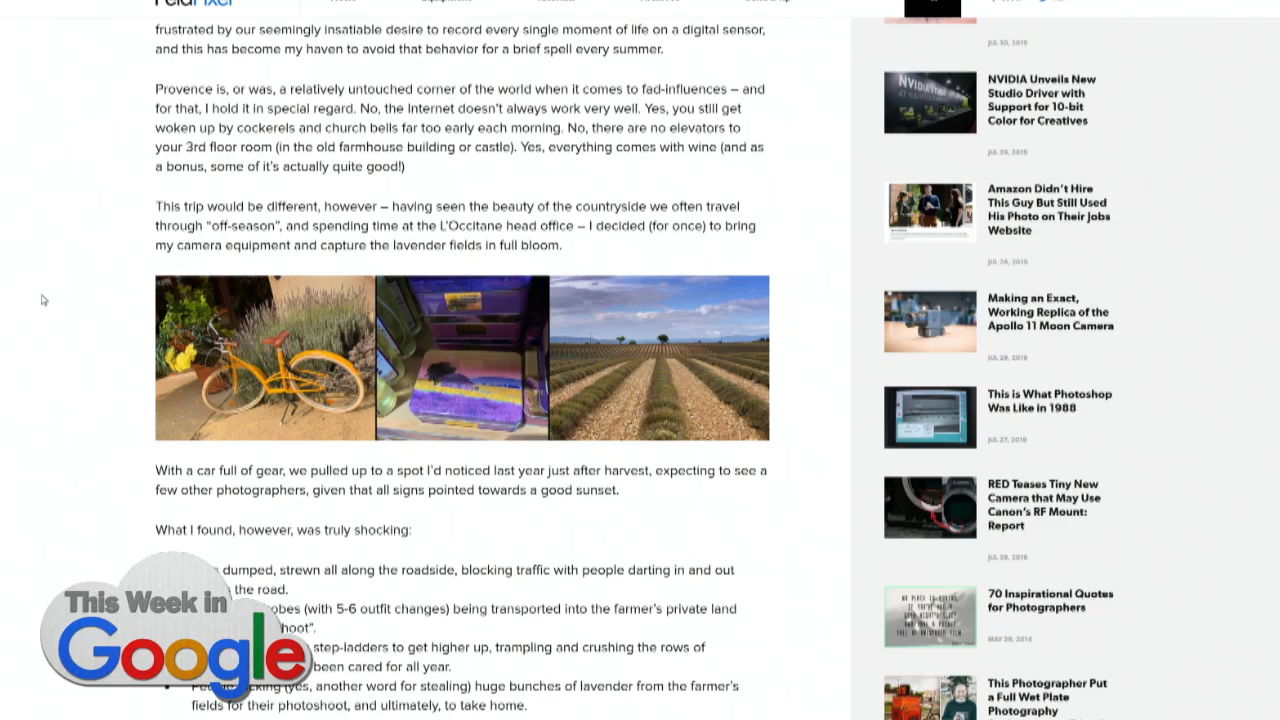 frustrated by our seemingly insatiable desire to record every single moment of life on a digital sensor,
and this has become my haven to avoid that behavior for a brief spell every summer.
Provence is, or was, a relatively untouched corner of the world when it comes to fad-influences – and
for that, I hold it in special regard. No, the Internet doesn't always work very well. Yes, you still get
woken up by cockerels and church bells far too early each morning. No, there are no elevators to
your 3rd floor room (in the old farmhouse building or castle). Yes, everything comes with wine (and as
a bonus, some of it's actually quite good!)
This trip would be different, however – having seen the beauty of the countryside we often travel
through "off-season", and spending time at the L'Occitane head office – I decided (for once) to bring
my camera equipment and capture the lavender fields in full bloom.
With a car full of gear, we pulled up to a spot I'd noticed last year just after harvest, expecting to see a
few other photographers, given that all signs pointed towards a good sunset.
What I found, however, was truly shocking:
dumped, strewn all along the roadside, blocking traffic with people darting in and out
the road.
obes (with 5-6 outfit changes) being transported into the farmer's private land
hoot".
step-ladders to get higher up, trampling and crushing the rows of
been cared for all year.
(yes, another word for stealing) huge bunches of lavender from the farmer's
fields for their photoshoot, and ultimately, to take home.
This Week in
Google
JUL 30, 2019
NVIDIA Unveils New
Studio Driver with
Support for 10-bit
Color for Creatives
Amazon Didn't Hire
This Guy But Still Used
His Photo on Their Jobs
Website
Making an Exact,
Working Replica of the
Apollo 11 Moon Camera
This is What Photoshop
Was Like in 1988
RED Teases Tiny New
Camera that May Use
Canon's RF Mount:
Report
70 Inspirational Quotes
for Photographers
This Photographer Put
a Full Wet Plate
Photography